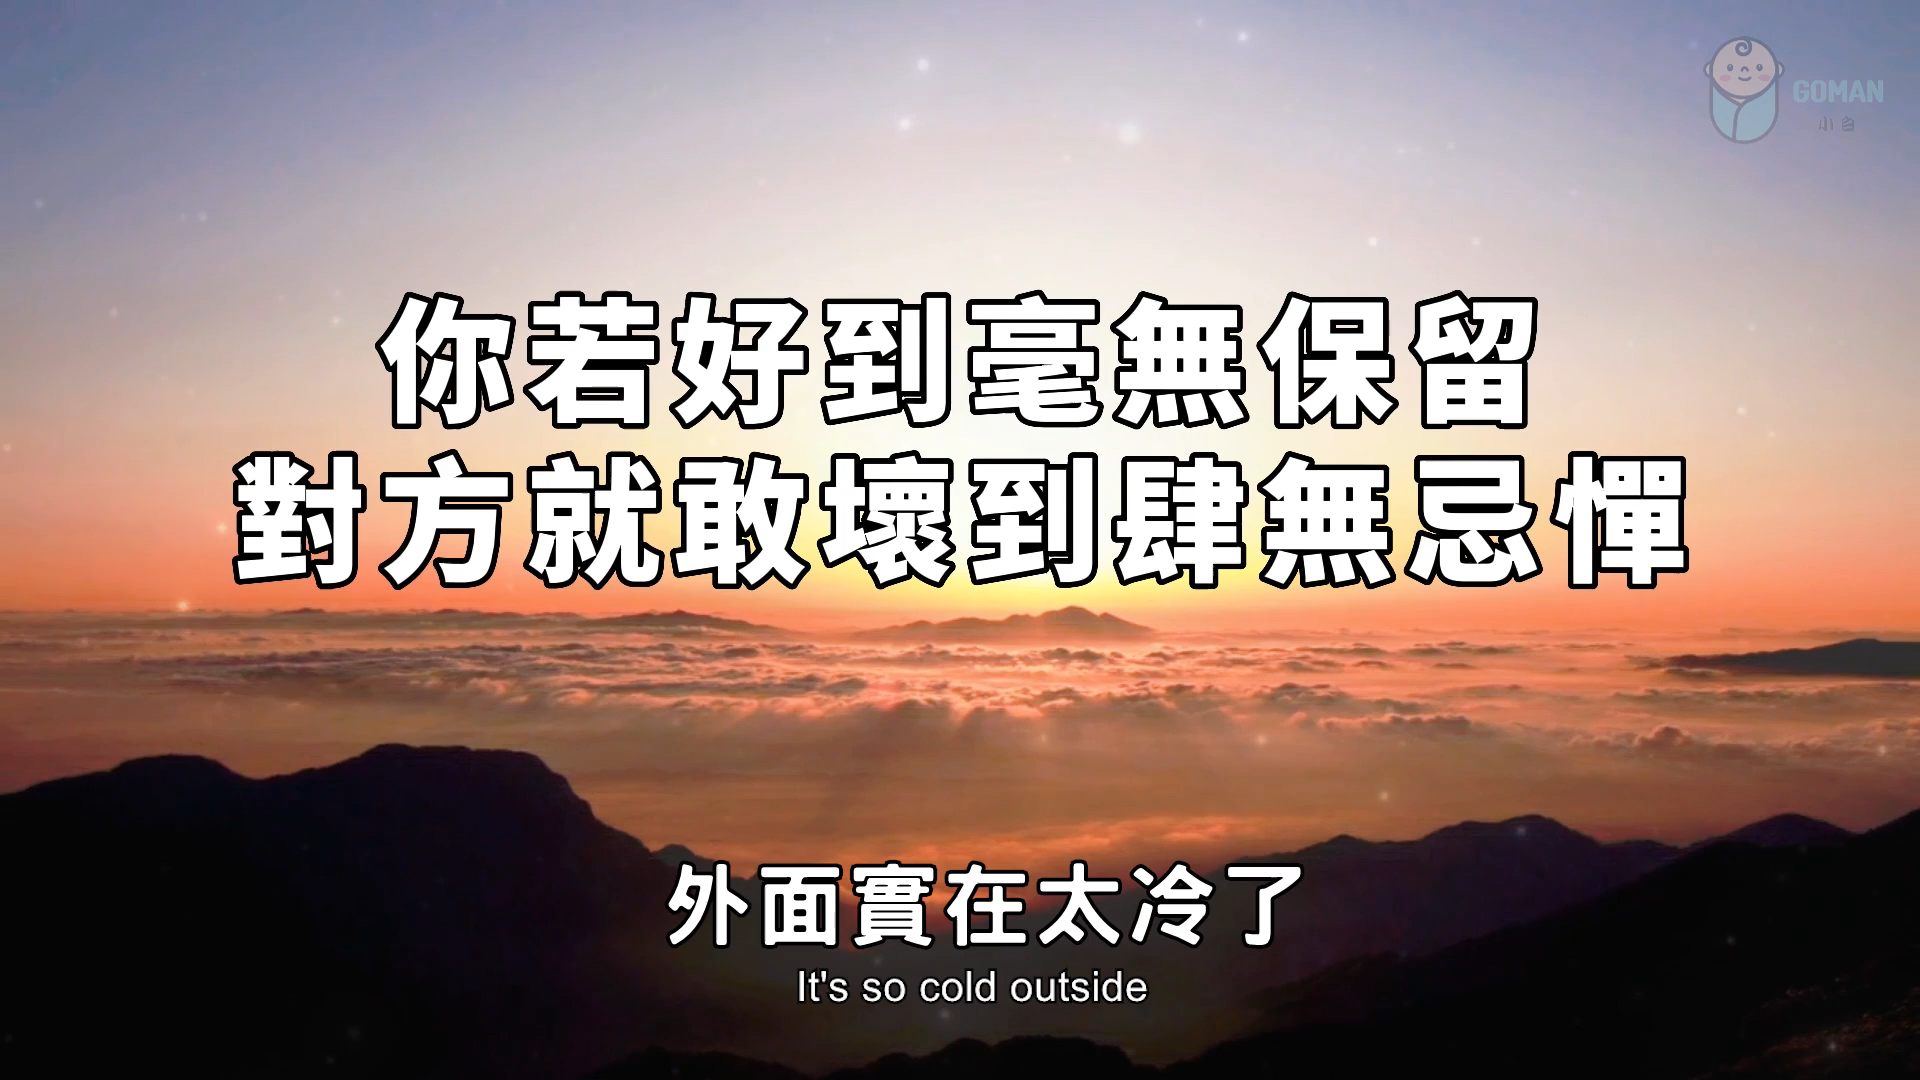 GOMAN
小白
你若好到毫無保留
對方就敢壞到肆無忌憚
外面實在太冷了
It's so cold outside